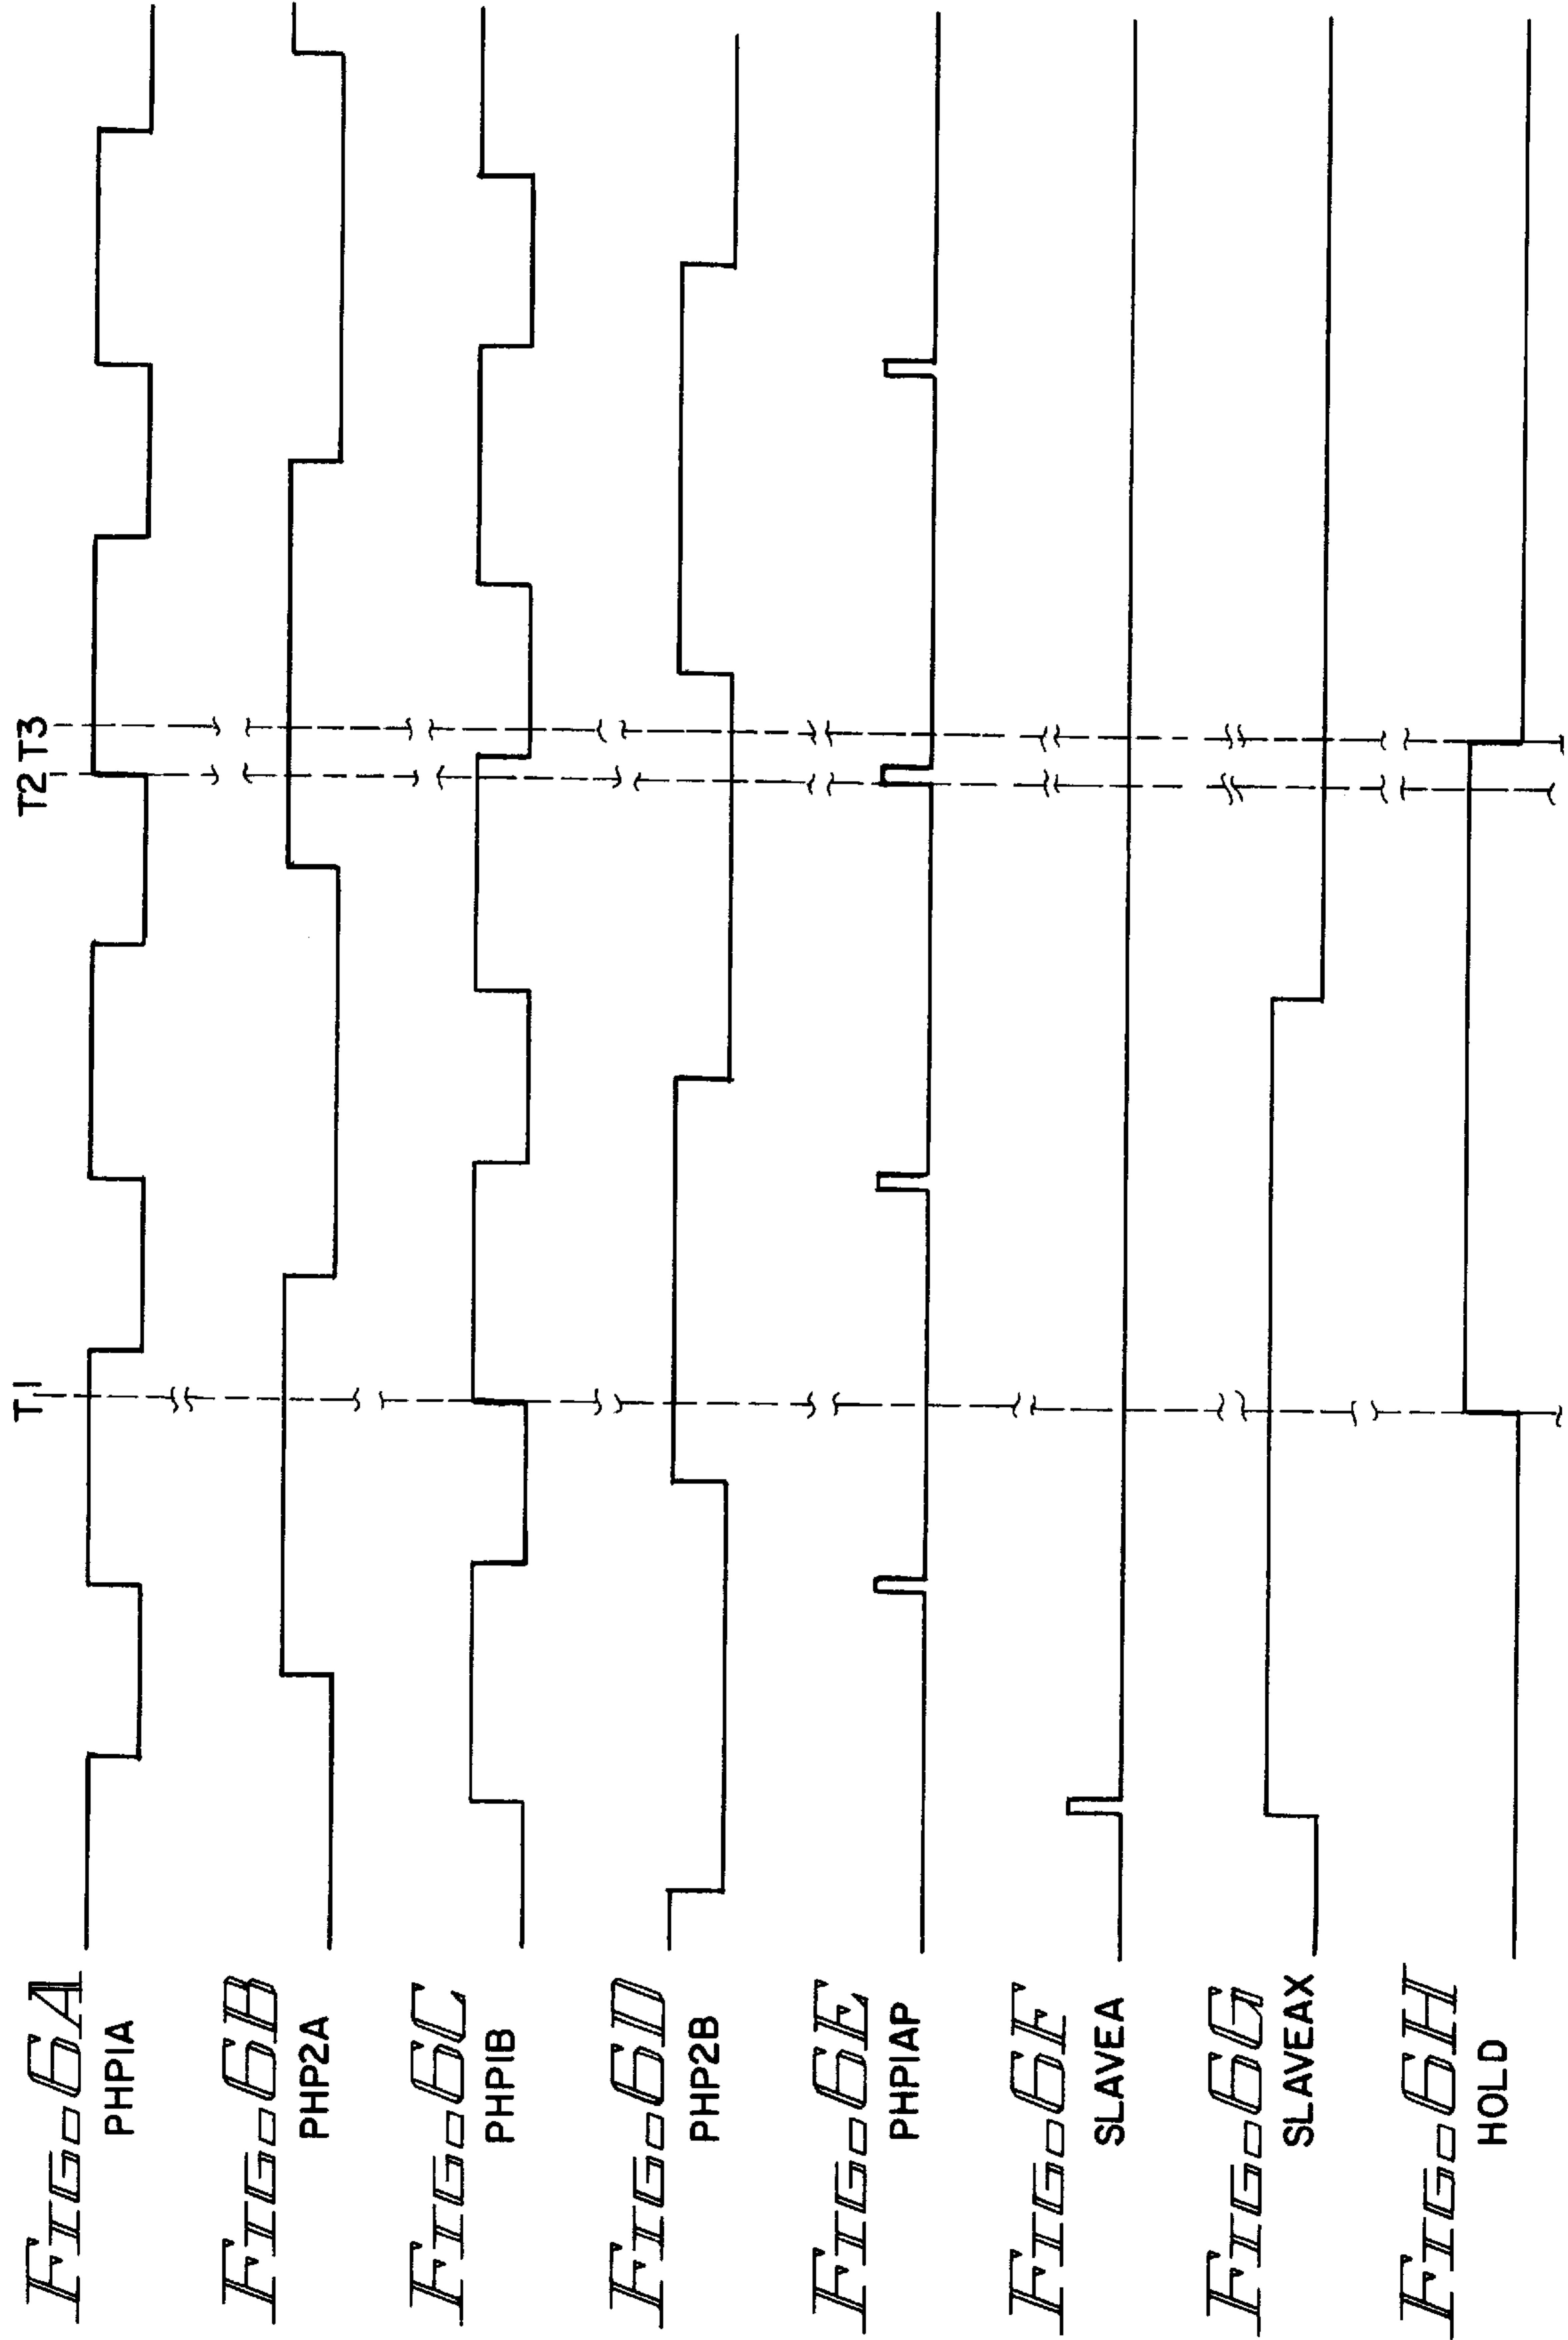 T1
T2
T3
FIG. 6A
PHP1A
FIG. 6B
PHP2A
FIG. 6C
PHP1B
FIG. 6D
PHP2B
FIG. 6E
PHP1AP
FIG. 6F
SLAVEA
FIG. 6G
SLAVEAX
FIG. 6H
HOLD